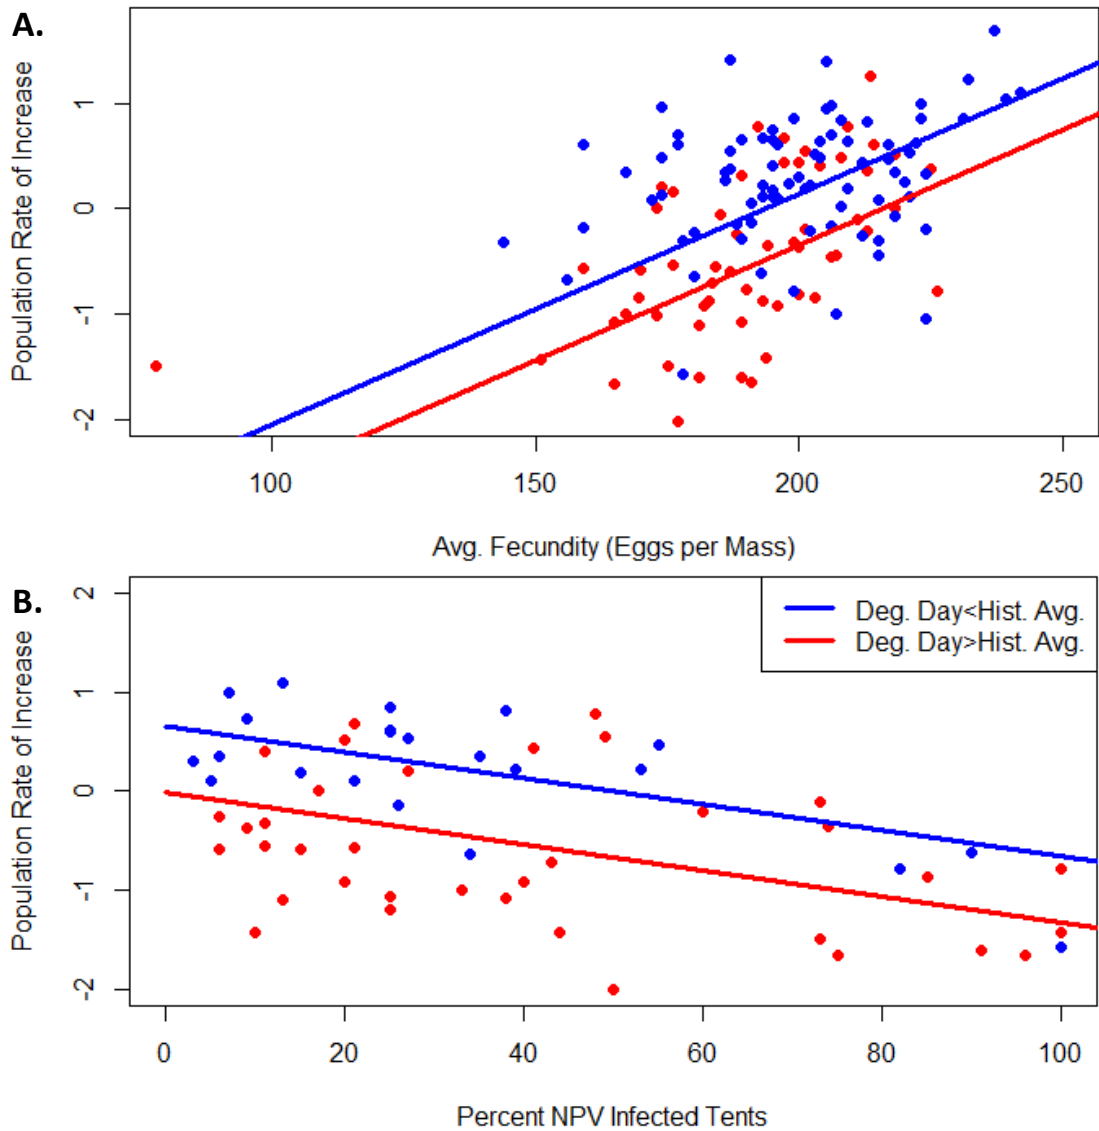 A.
Population Rate of Increase
1
0
-1
-2
100 150 200 250
Avg. Fecundity (Eggs per Mass)
B.
Population Rate of Increase
2
1
0
-1
-2
Deg. Day<Hist. Avg.
Deg. Day>Hist. Avg.
0 20 40 60 80 100
Percent NPV Infected Tents